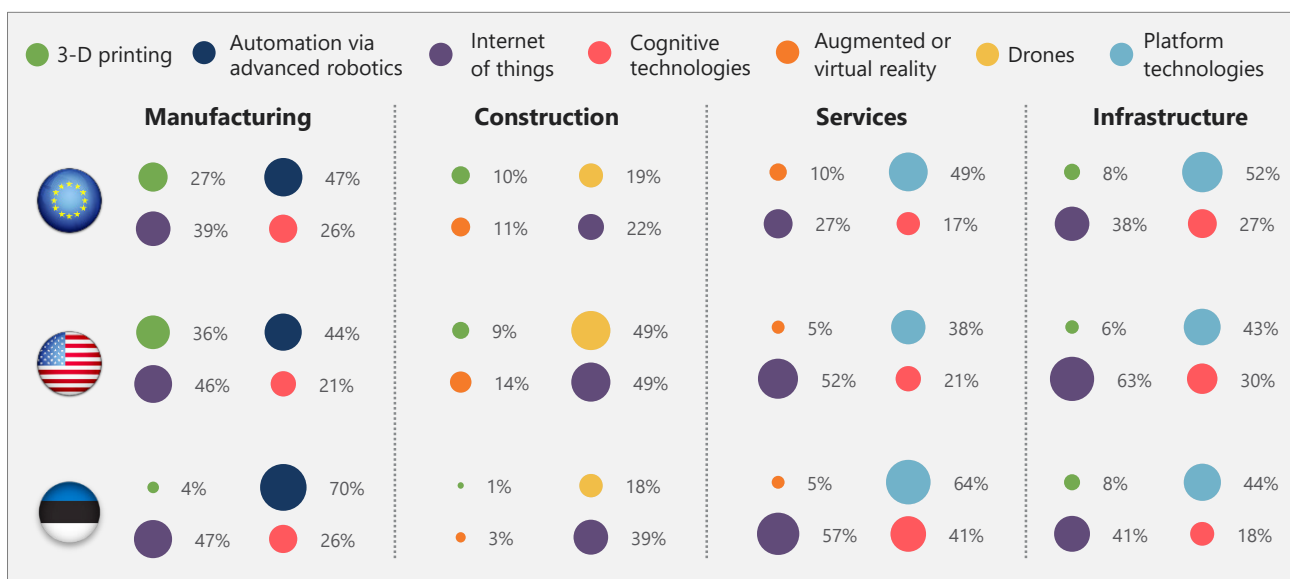 3-D printing
Automation via
advanced robotics
Internet
of things
Cognitive
technologies
Augmented or
virtual reality
Drones
Platform
technologies
Manufacturing Construction Services Infrastructure
27% 47% 10% 19% 10% 49% 8% 52%
39% 26% 11% 22% 27% 17% 38% 27%
36% 44% 9% 49% 5% 38% 6% 43%
46% 21% 14% 49% 52% 21% 63% 30%
4% 70% 1% 18% 5% 64% 8% 44%
47% 26% 3% 39% 57% 41% 41% 18%